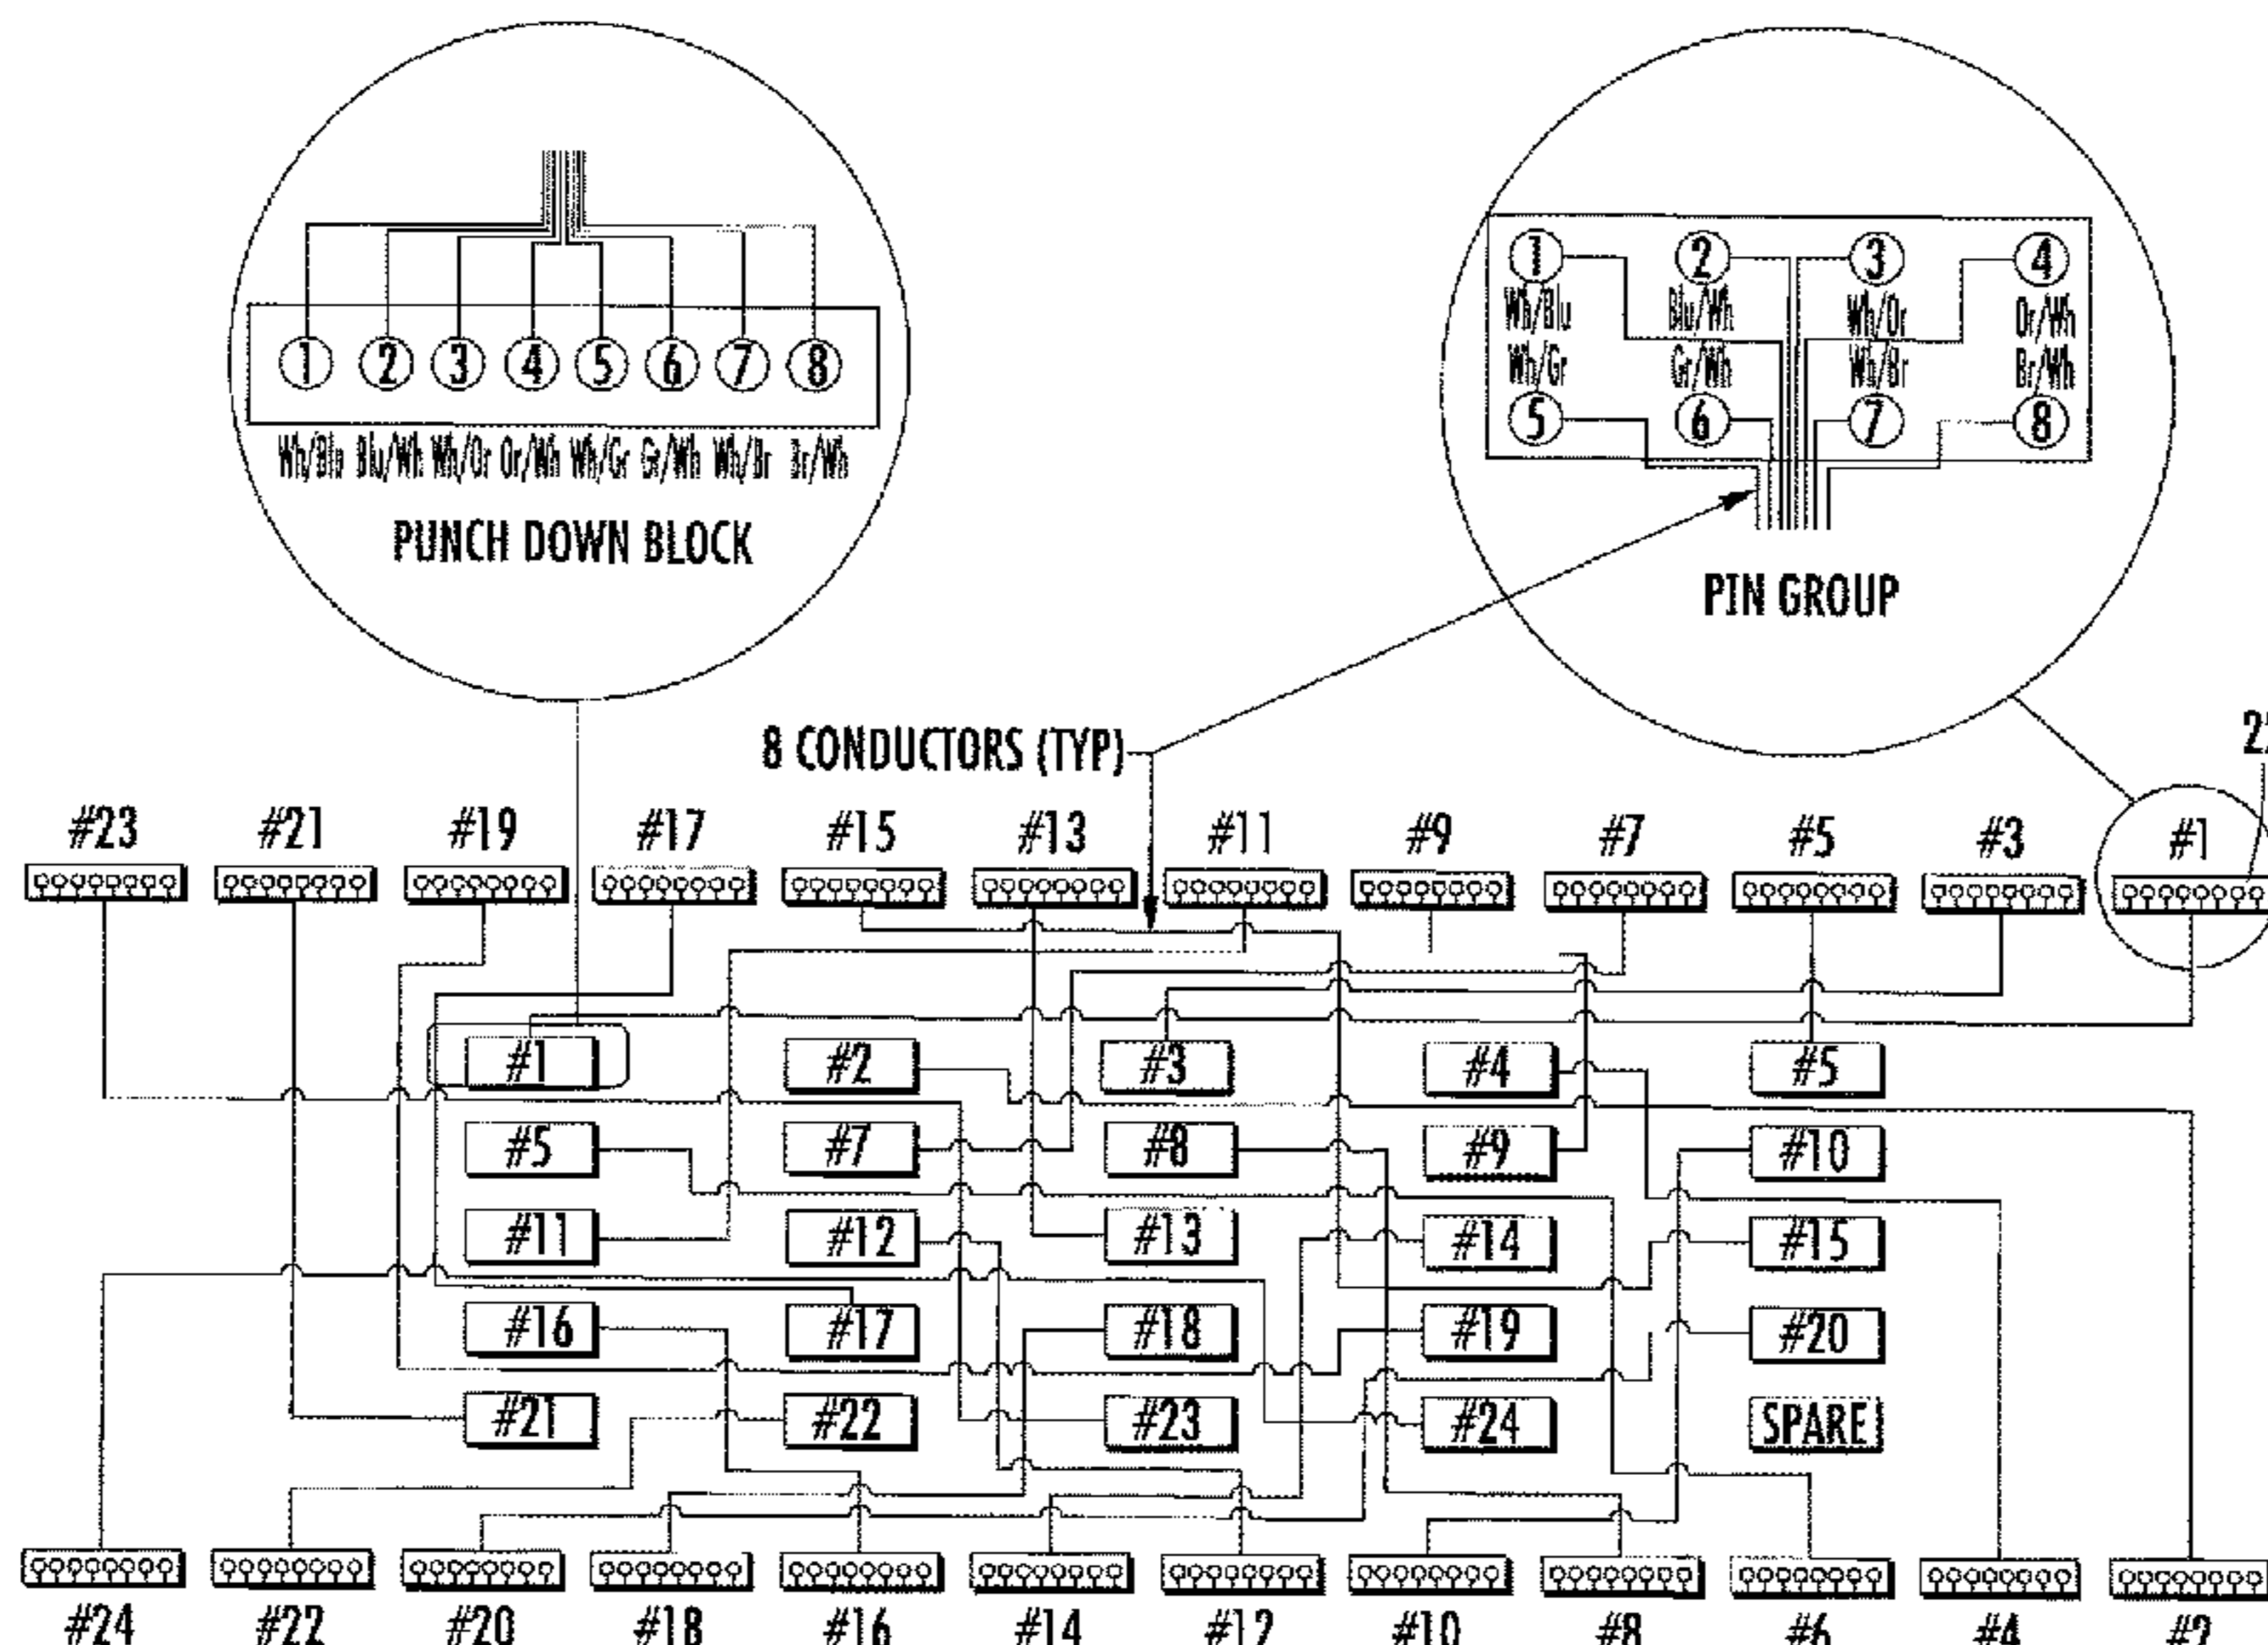 1 2 3 4 5 6 7 8
Wh/Blu Blu/Wh Wh/Or Or/Wh Wh/Gr Gr/Wh Wh/Br Br/Wh
PUNCH DOWN BLOCK
1 2 3 4
Wh/Blu Blu/Wh Wh/Or Or/Wh
Wh/Gr Gr/Wh Wh/Br Br/Wh
5 6 7 8
PIN GROUP
8 CONDUCTORS (TYP)
#23 #21 #19 #17 #15 #13 #11 #9 #7 #5 #3 #1
#1 #2 #3 #4 #5
#5 #7 #8 #9 #10
#11 #12 #13 #14 #15
#16 #17 #18 #19 #20
#21 #22 #23 #24 SPARE
#24 #22 #20 #18 #16 #14 #12 #10 #8 #6 #4 #2